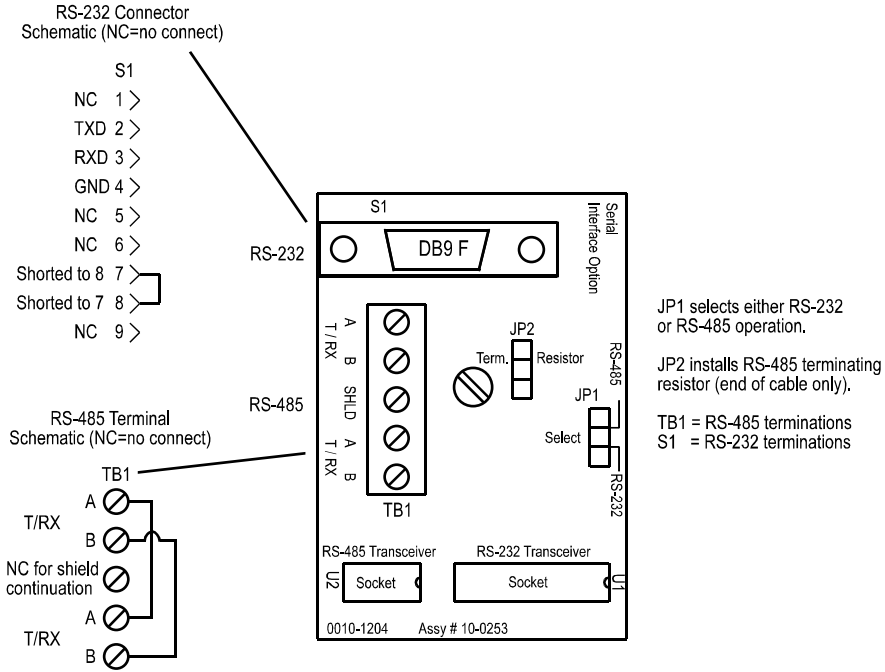 RS-232 Connector
Schematic (NC=no connect)
S1
NC 1
TXD 2
RXD 3
GND 4
NC 5
NC 6
Shorted to 8 7
Shorted to 7 8
NC 9
RS-485 Terminal
Schematic (NC=no connect)
TB1
A
T/RX
B
NC for shield
continuation
A
T/RX
B
RS-232
RS-485
S1
DB9 F
Serial
Interface Option
A
T / RX
B
SHLD
A
T / RX
B
TB1
JP2
Term.
Resistor
RS-485
JP1
Select
RS-232
RS-485 Transceiver
U2
Socket
RS-232 Transceiver
Socket
U1
0010-1204 Assy # 10-0253
JP1 selects either RS-232
or RS-485 operation.
JP2 installs RS-485 terminating
resistor (end of cable only).
TB1 = RS-485 terminations
S1 = RS-232 terminations